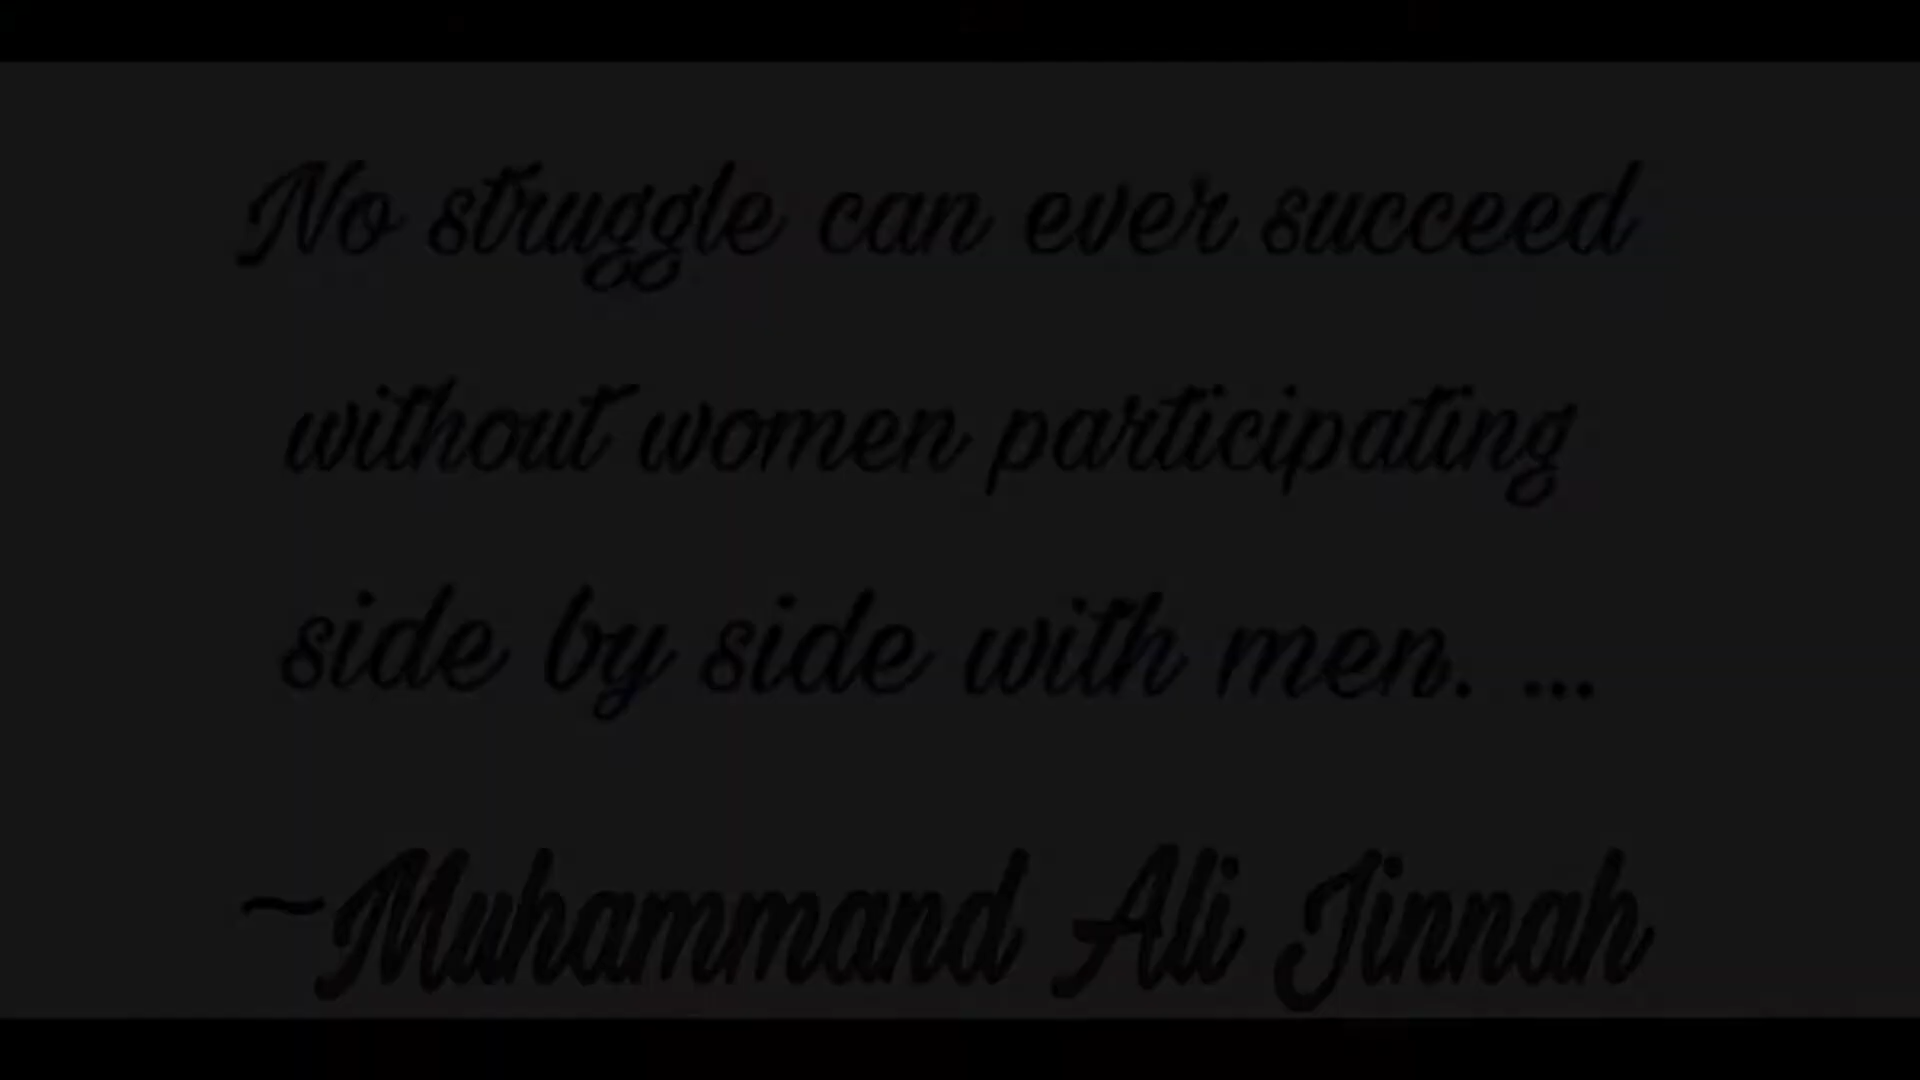 No struggle can ever succeed
without women participating
side by side with men. ...
~Muhammand Ali Jinnah